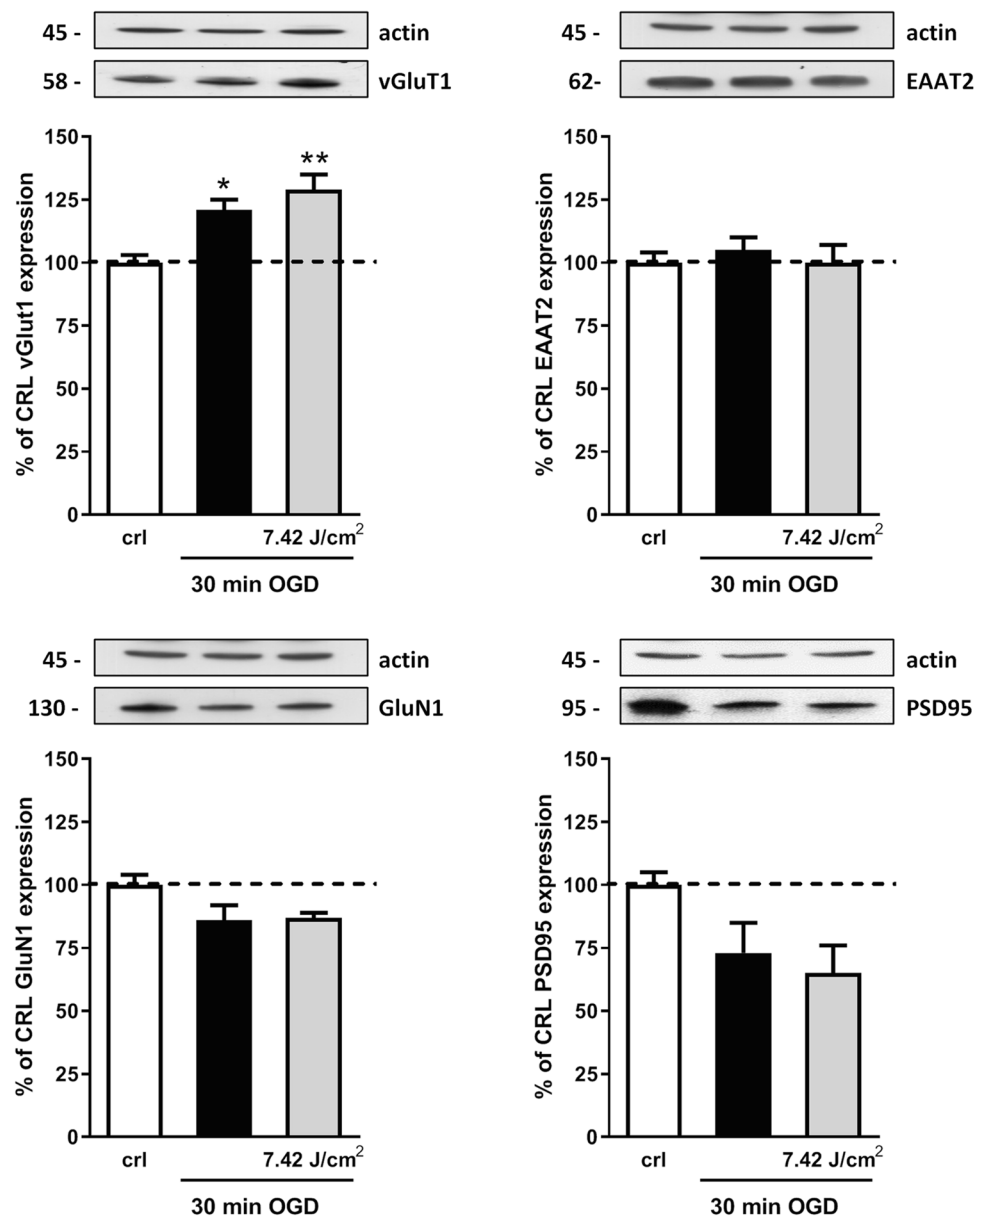 45 -
actin
58 -
vGluT1
% of CRL vGlut1 expression
150
125
100
75
50
25
0
*
**
crl
7.42 J/cm²
30 min OGD
45 -
actin
62-
EAAT2
% of CRL EAAT2 expression
150
125
100
75
50
25
0
crl
7.42 J/cm²
30 min OGD
45 -
actin
130 -
GluN1
% of CRL GluN1 expression
150
125
100
75
50
25
0
crl
7.42 J/cm²
30 min OGD
45 -
actin
95 -
PSD95
% of CRL PSD95 expression
150
125
100
75
50
25
0
crl
7.42 J/cm²
30 min OGD